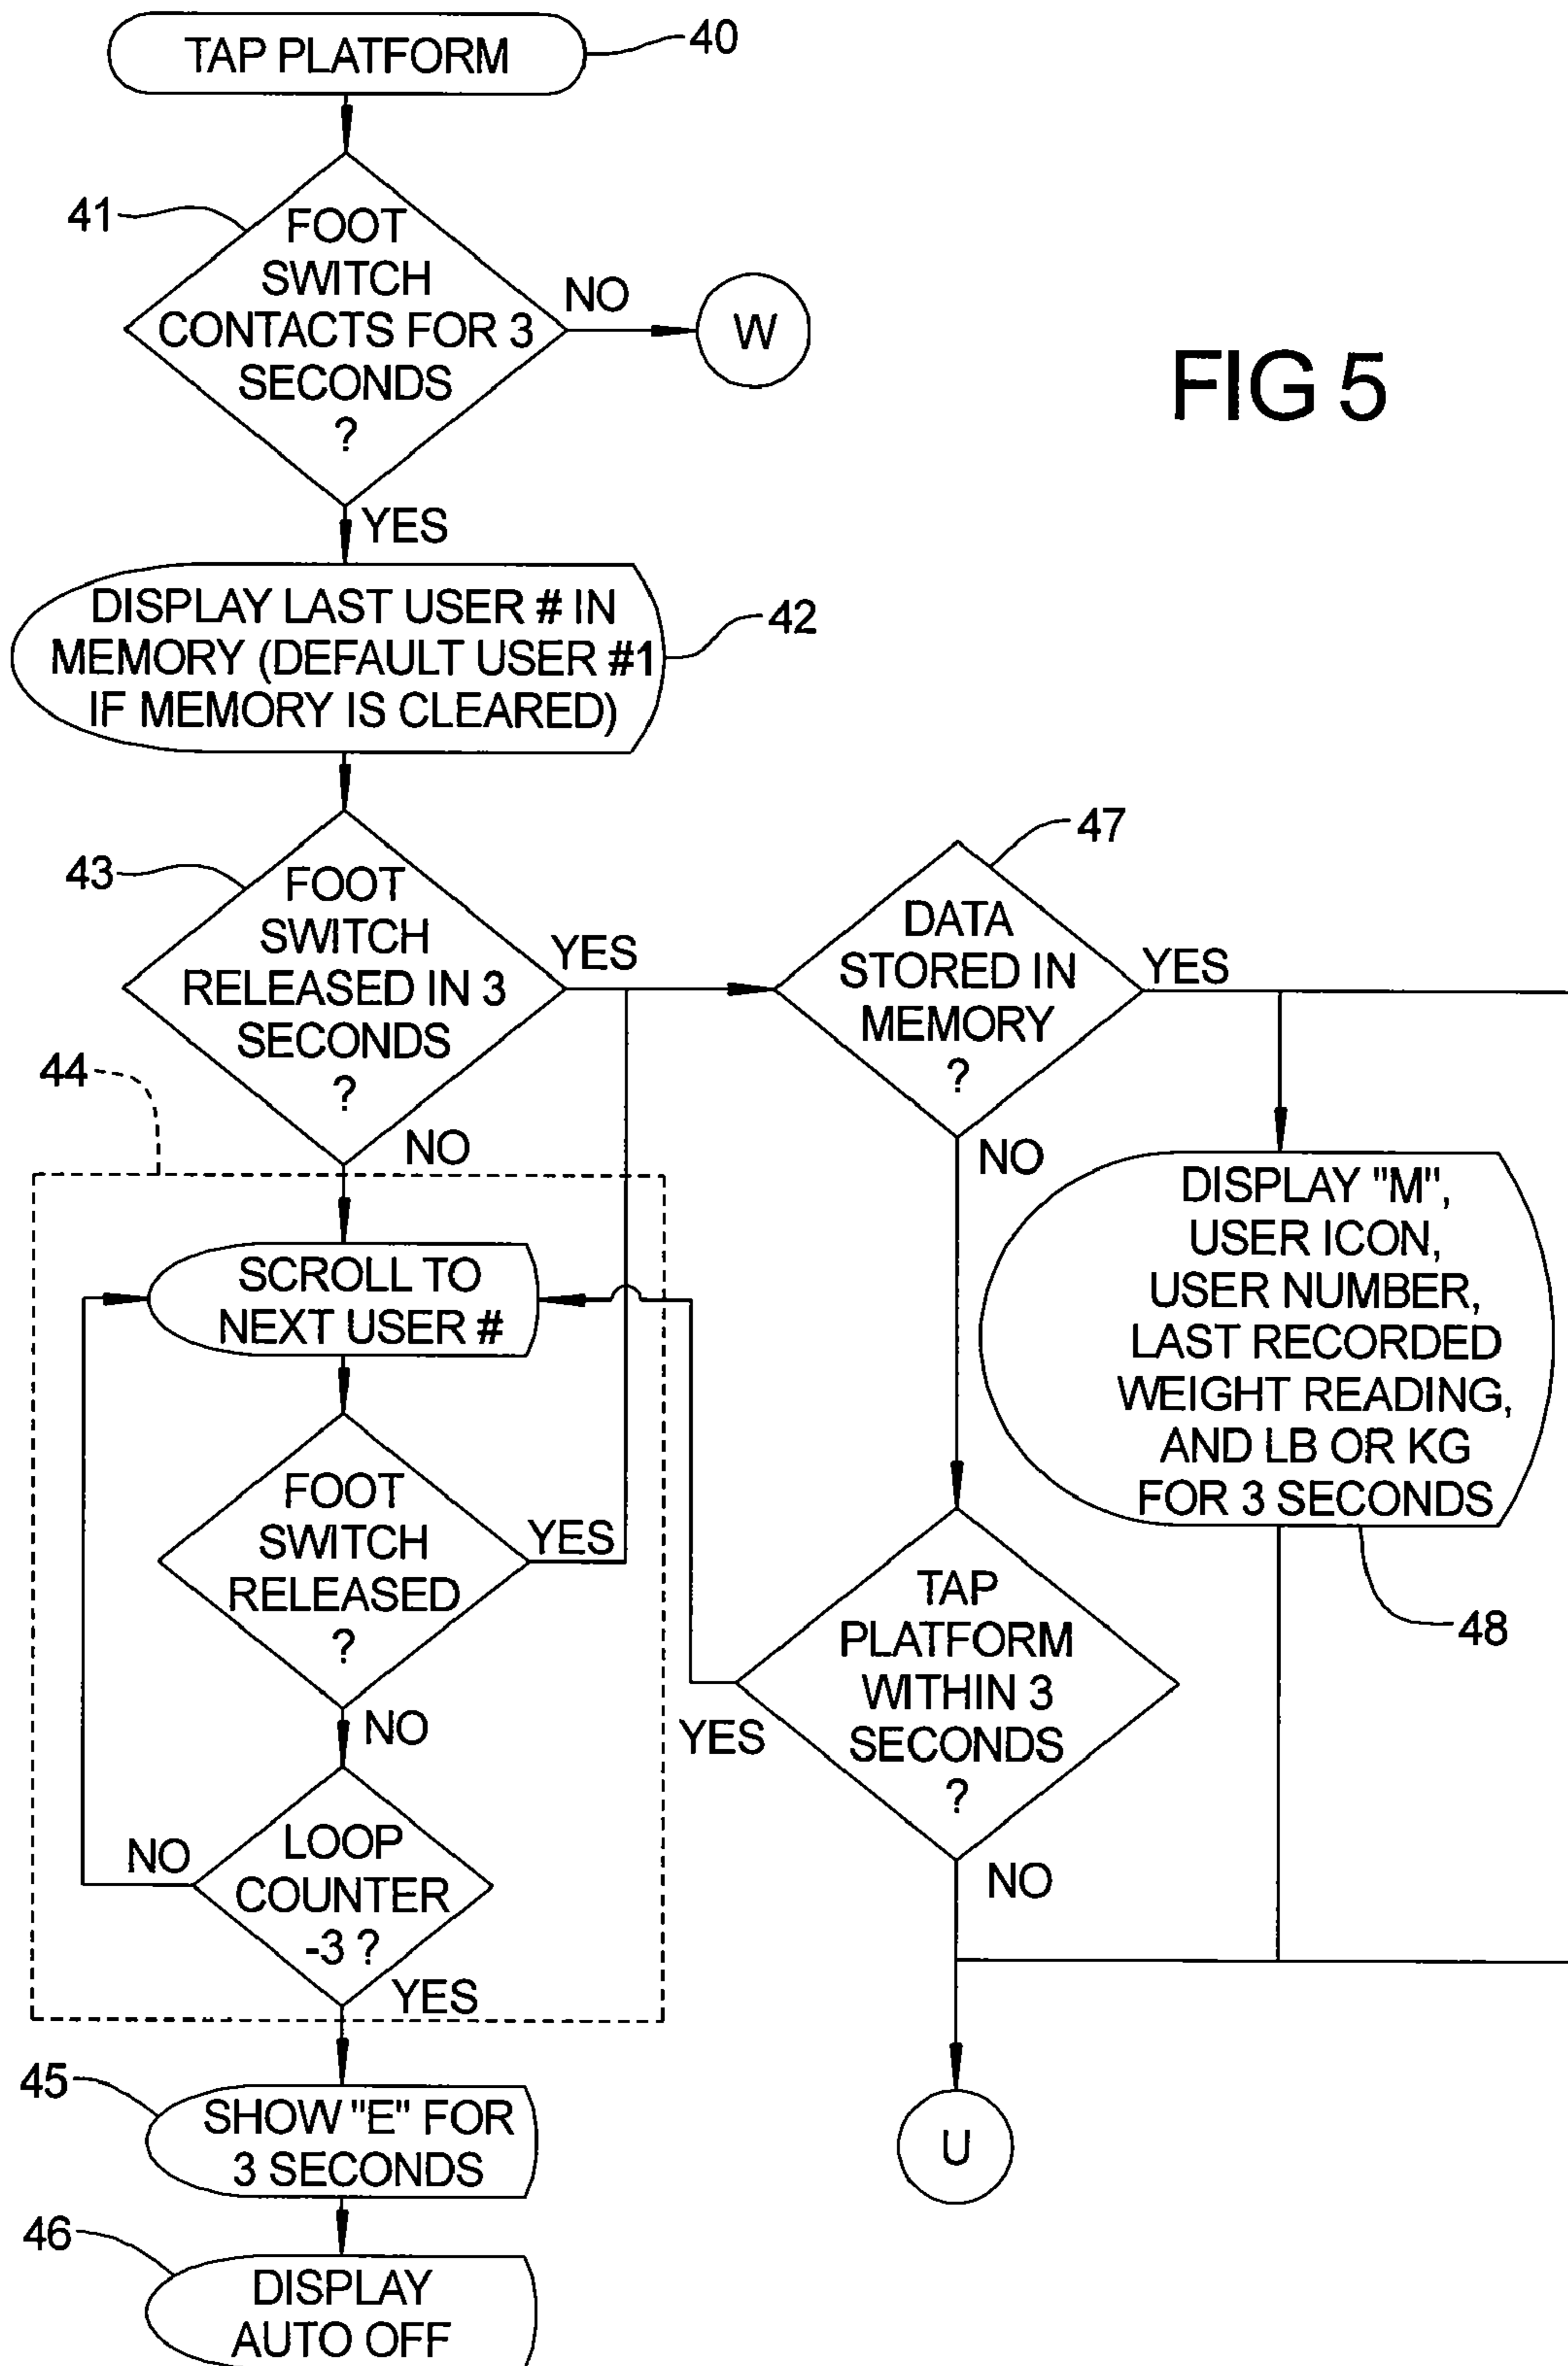 TAP PLATFORM
40
41
FOOT
SWITCH
CONTACTS FOR 3
SECONDS
?
NO
W
FIG 5
YES
DISPLAY LAST USER # IN
MEMORY (DEFAULT USER #1
IF MEMORY IS CLEARED)
42
43
FOOT
SWITCH
RELEASED IN 3
SECONDS
?
YES
NO
47
DATA
STORED IN
MEMORY
?
YES
NO
44
SCROLL TO
NEXT USER #
FOOT
SWITCH
RELEASED
?
YES
NO
LOOP
COUNTER
-3 ?
NO
YES
DISPLAY "M",
USER ICON,
USER NUMBER,
LAST RECORDED
WEIGHT READING,
AND LB OR KG
FOR 3 SECONDS
48
TAP
PLATFORM
WITHIN 3
SECONDS
?
YES
NO
U
45
SHOW "E" FOR
3 SECONDS
46
DISPLAY
AUTO OFF